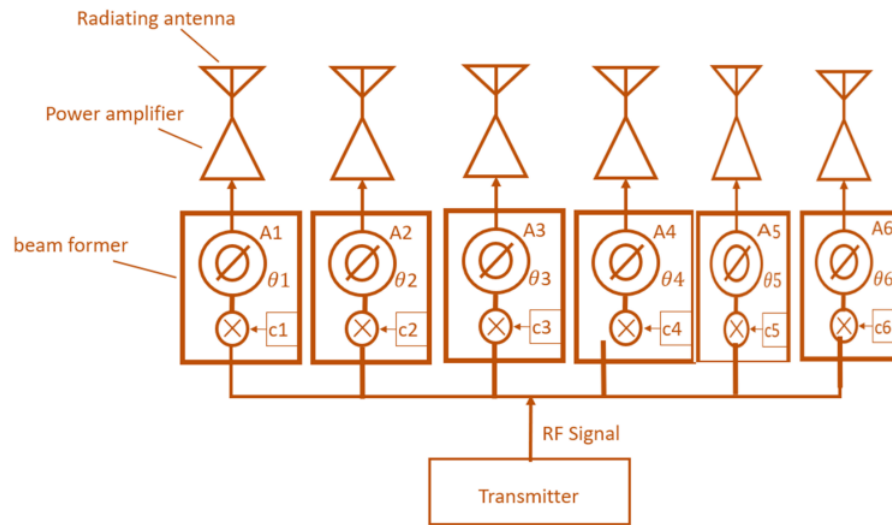 Radiating antenna
Power amplifier
beam former
A1
A2
A3
A4
A5
A6
θ1
θ2
θ3
θ4
θ5
θ6
c1
c2
c3
c4
c5
c6
RF Signal
Transmitter